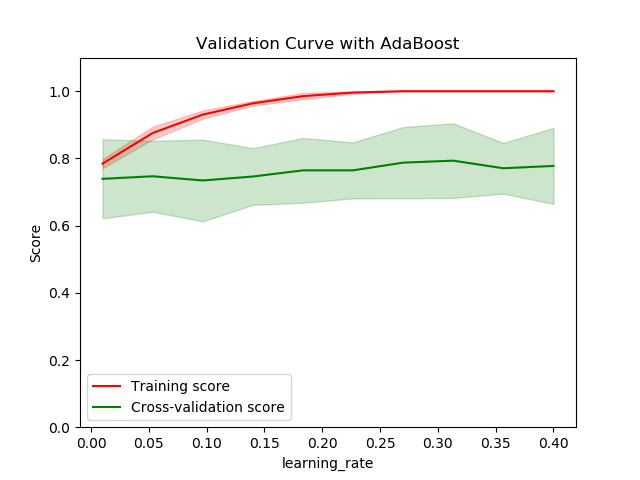 Validation Curve with AdaBoost
Score
1.0
0.8
0.6
0.4
0.2
0.0
Training score
Cross-validation score
0.00 0.05 0.10 0.15 0.20 0.25 0.30 0.35 0.40
learning_rate